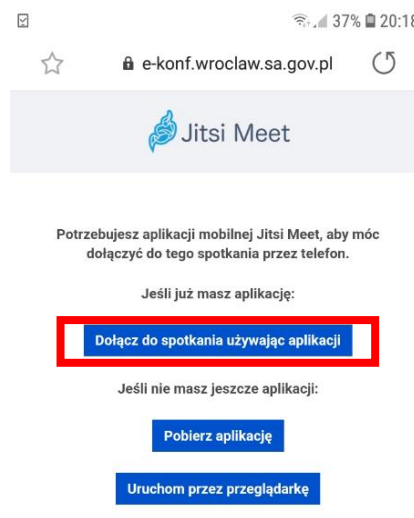 37% 20:18
e-konf.wroclaw.sa.gov.pl
Jitsi Meet
Potrzebujesz aplikacji mobilnej Jitsi Meet, aby móc
dołączyć do tego spotkania przez telefon.
Jeśli już masz aplikację:
Dołącz do spotkania używając aplikacji
Jeśli nie masz jeszcze aplikacji:
Pobierz aplikację
Uruchom przez przeglądarkę